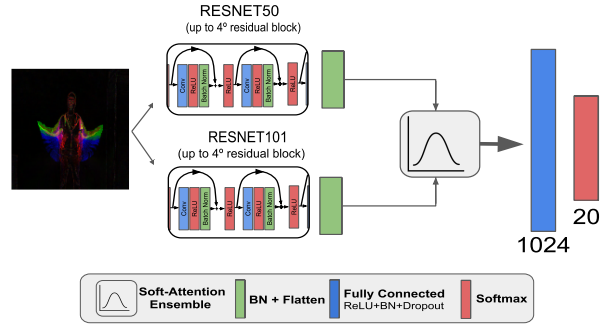 RESNET50
(up to 4º residual block)
Conv
ReLU
Batch Norm
ReLU
Conv
ReLU
Batch Norm
ReLU
RESNET101
(up to 4º residual block)
Conv
ReLU
Batch Norm
ReLU
Conv
ReLU
Batch Norm
ReLU
1024
20
Soft-Attention
Ensemble
BN + Flatten
Fully Connected
ReLU+BN+Dropout
Softmax